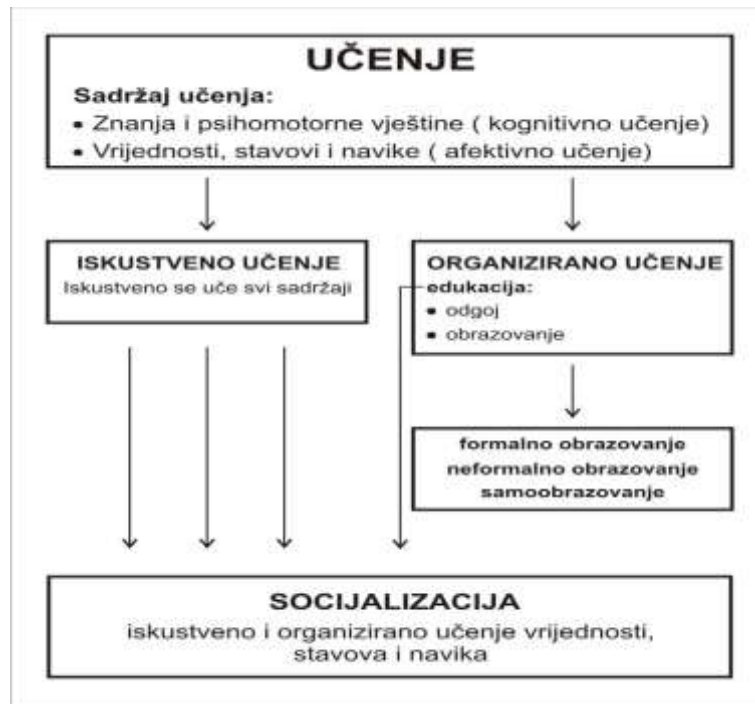 UČENJE
Sadržaj učenja:
• Znanja i psihomotorne vještine ( kognitivno učenje)
• Vrijednosti, stavovi i navike ( afektivno učenje)
ISKUSTVENO UČENJE
Iskustveno se uče svi sadržaji
ORGANIZIRANO UČENJE
edukacija:
• odgoj
• obrazovanje
formalno obrazovanje
neformalno obrazovanje
samoobrazovanje
SOCIJALIZACIJA
iskustveno i organizirano učenje vrijednosti,
stavova i navika